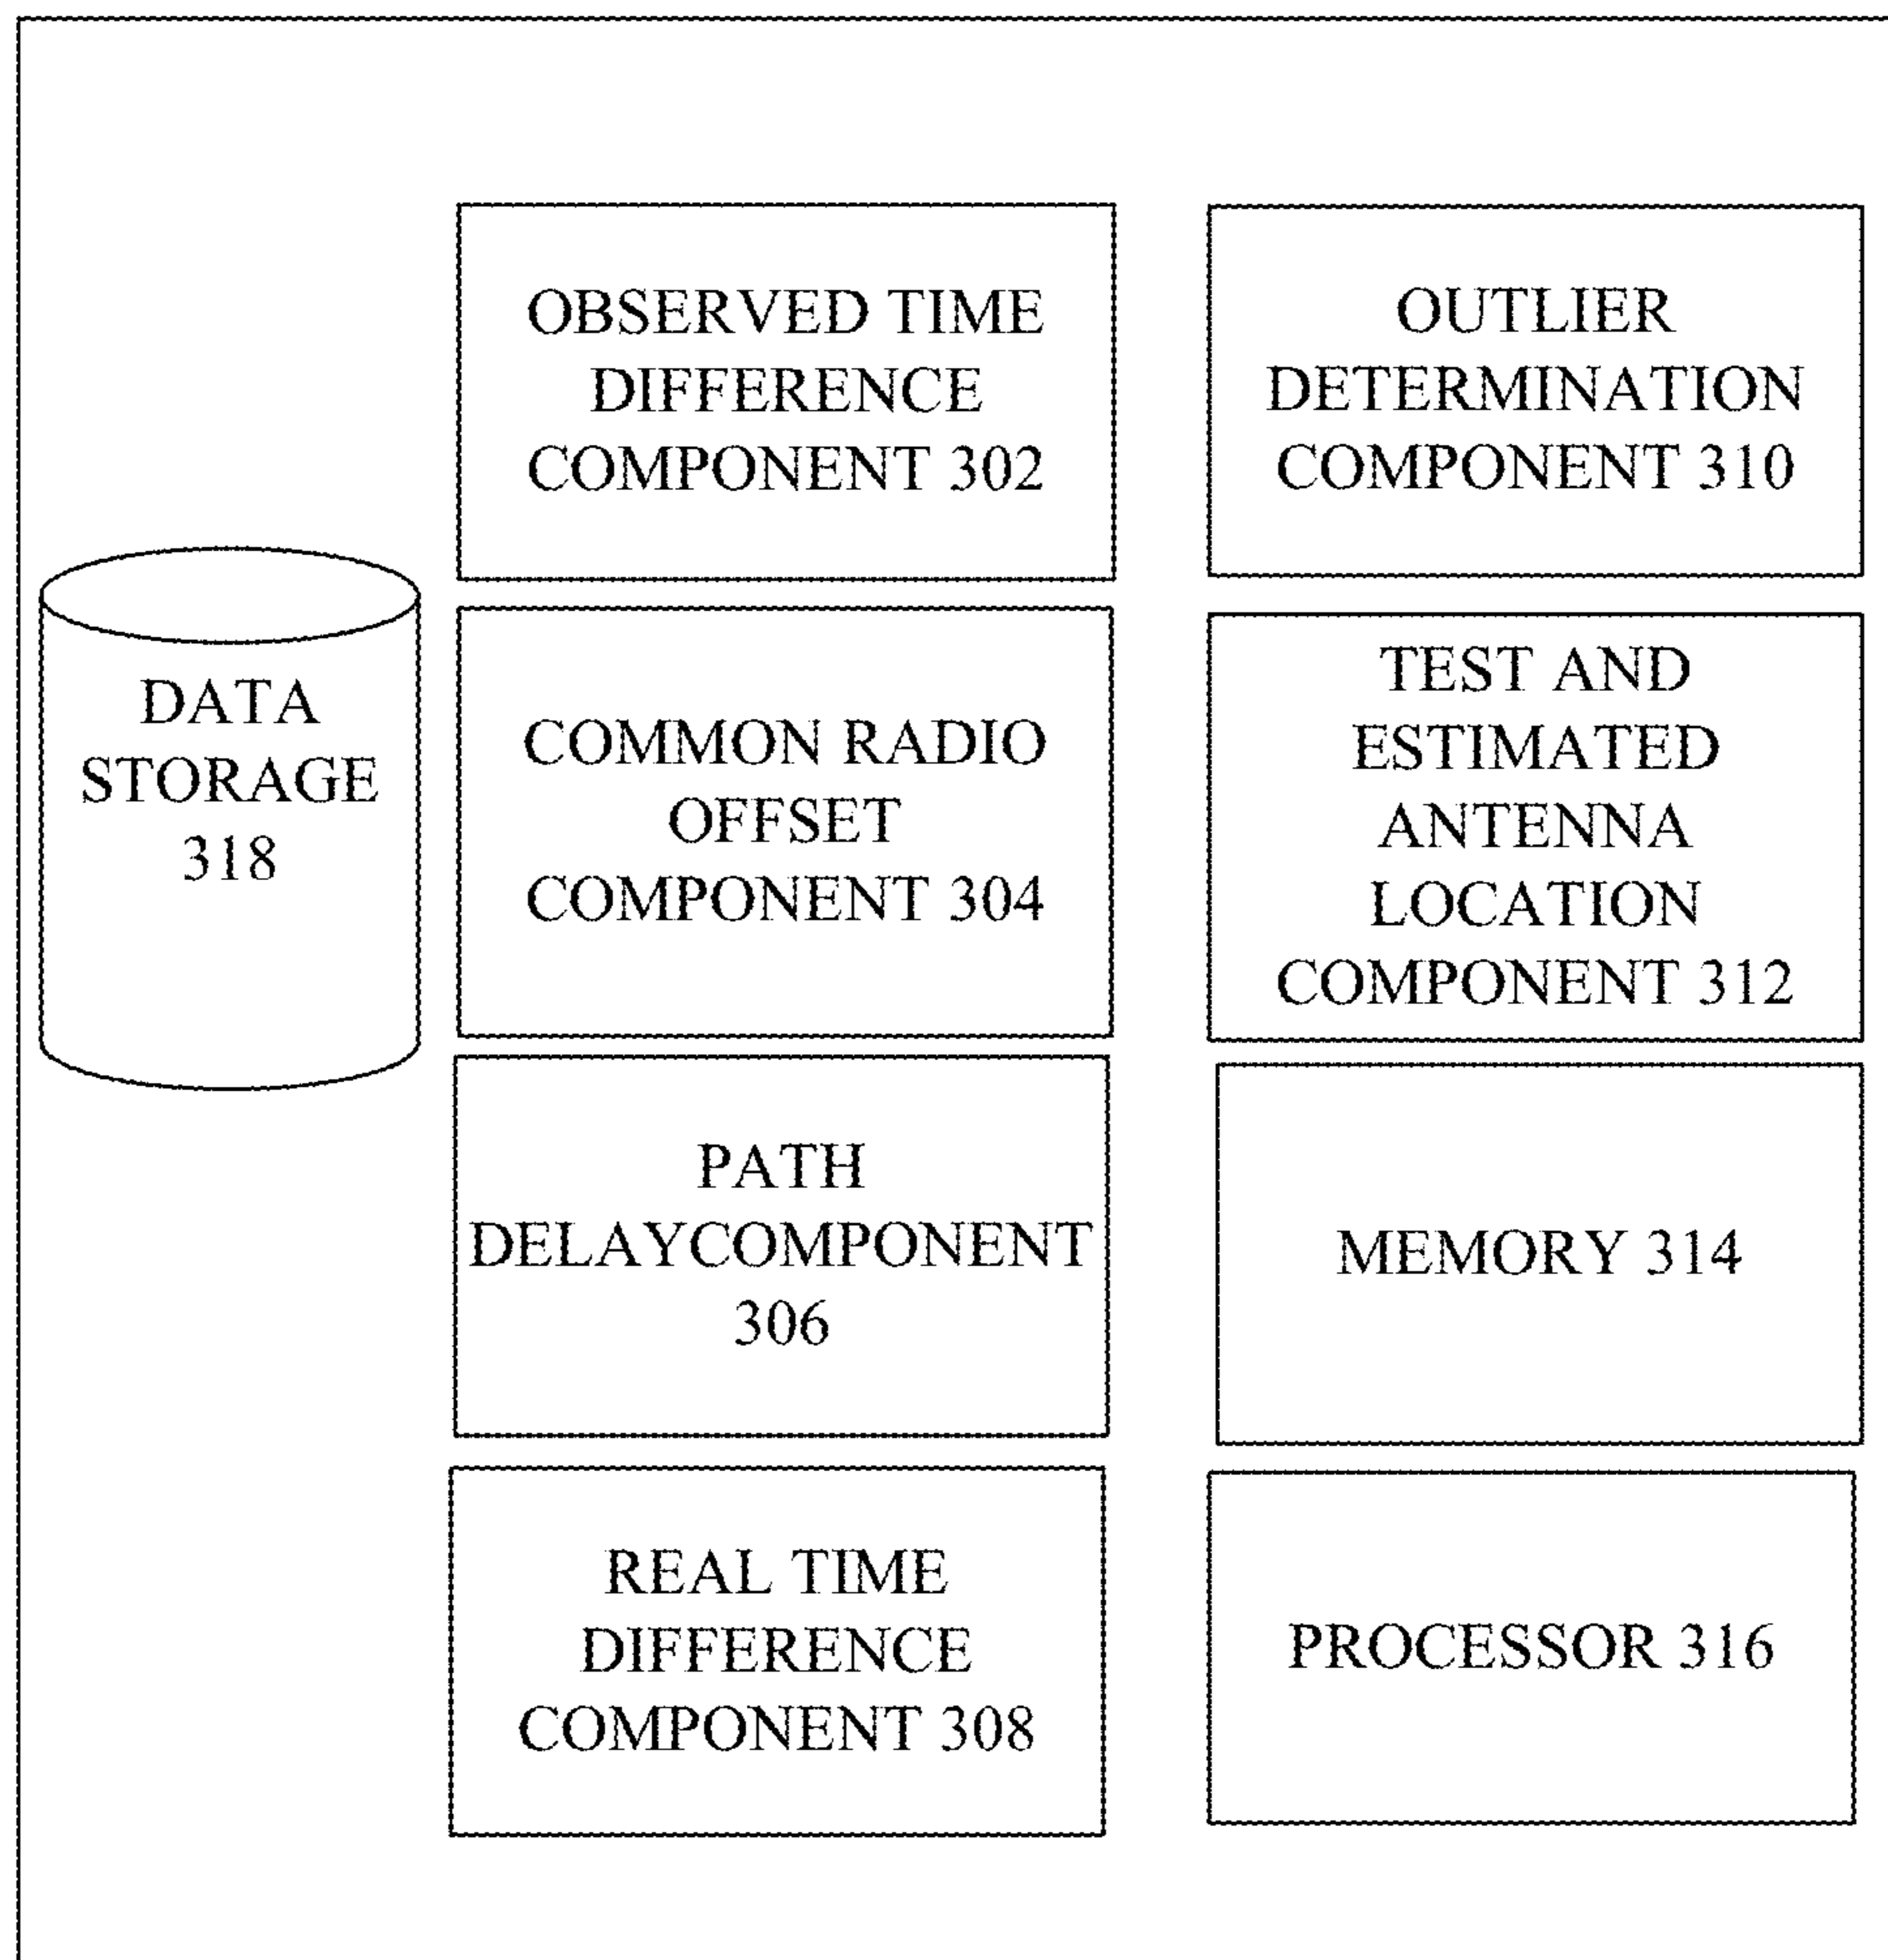 OBSERVED TIME
DIFFERENCE
COMPONENT 302
OUTLIER
DETERMINATION
COMPONENT 310
DATA
STORAGE
318
COMMON RADIO
OFFSET
COMPONENT 304
TEST AND
ESTIMATED
ANTENNA
LOCATION
COMPONENT 312
PATH
DELAYCOMPONENT
306
MEMORY 314
REAL TIME
DIFFERENCE
COMPONENT 308
PROCESSOR 316